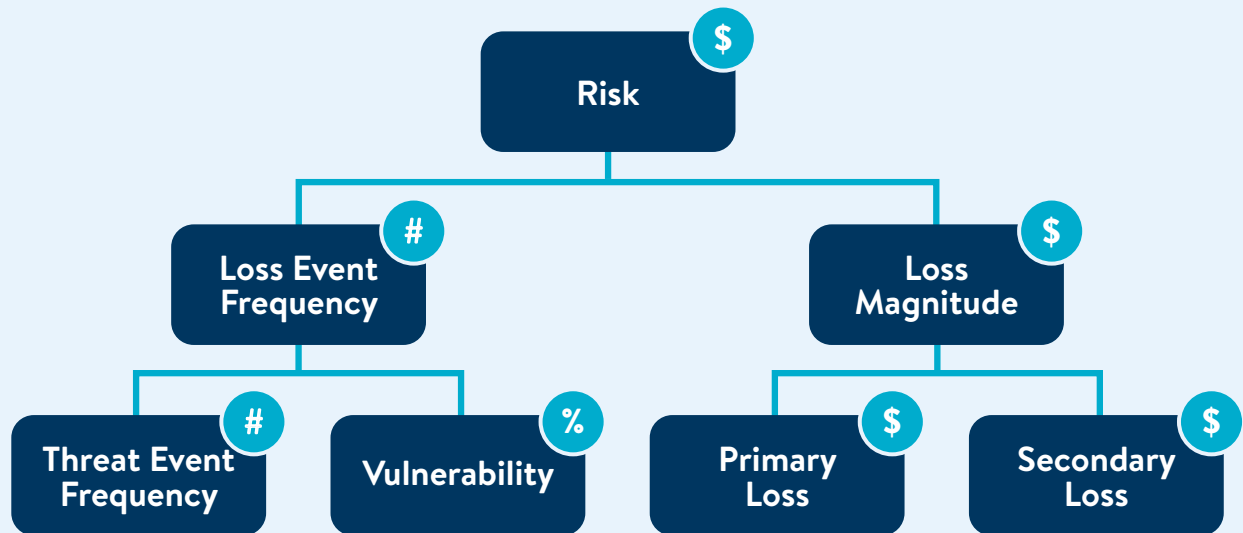 $
Risk
#
Loss Event
Frequency
$
Loss
Magnitude
#
Threat Event
Frequency
%
Vulnerability
$
Primary
Loss
$
Secondary
Loss